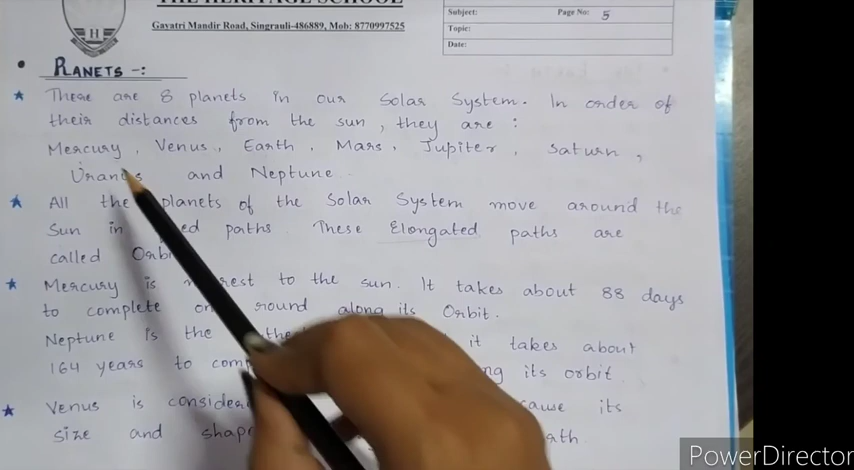 THE HERITAGE SCHOOL
Gayatri Mandir Road, Singrauli-486889, Mob: 8770997525
Subject: Page No: 5
Topic:
Date:
H
PLANETS -:
There are 8 planets in our Solar System. In order of
their distances from the sun, they are :
Mercury, Venus, Earth, Mars, Jupiter, Saturn,
Uranus and Neptune.
All the planets of the Solar System move around the
Sun in paths. These Elongated paths are
called
Mercury is to the sun. It takes about 88 days
to complete round along its Orbit.
Neptune is the it takes about
164 years to its orbit
Venus is its
size and
PowerDirector